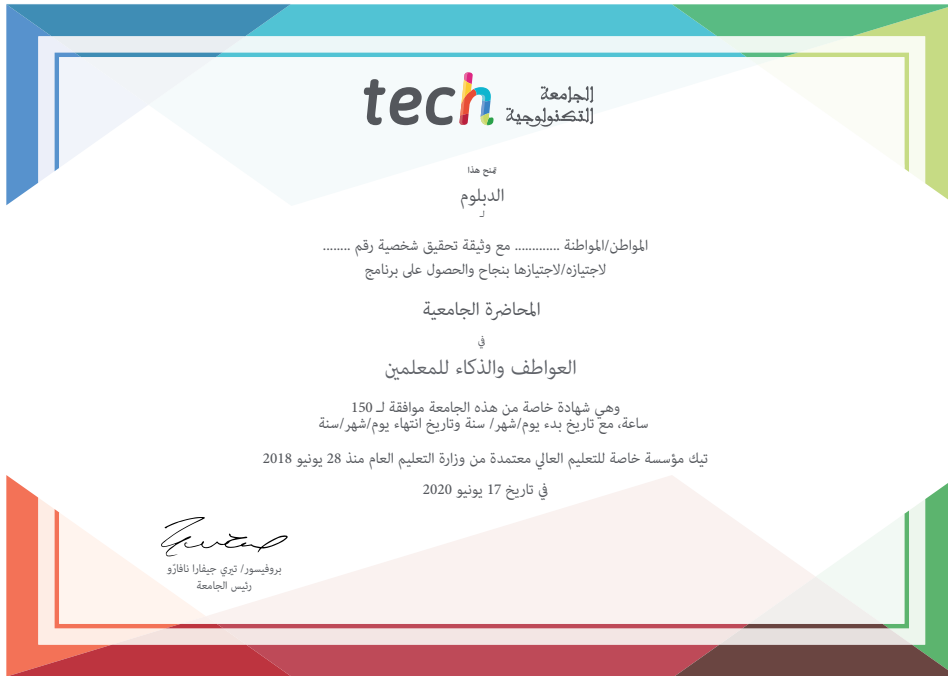 tech الجامعة
التكنولوجية
تمنح هذا
الدبلوم
لـ
المواطن/المواطنة ............. مع وثيقة تحقيق شخصية رقم ........
لاجتيازه/لاجتيازها بنجاح والحصول على برنامج
المحاضرة الجامعية
في
العواطف والذكاء للمعلمين
وهي شهادة خاصة من هذه الجامعة موافقة لـ 150
ساعة، مع تاريخ بدء يوم/شهر/ سنة وتاريخ انتهاء يوم/شهر/سنة
تيك مؤسسة خاصة للتعليم العالي معتمدة من وزارة التعليم العام منذ 28 يونيو 2018
في تاريخ 17 يونيو 2020
بروفيسور/ تيري جيفارا نافارّو
رئيس الجامعة